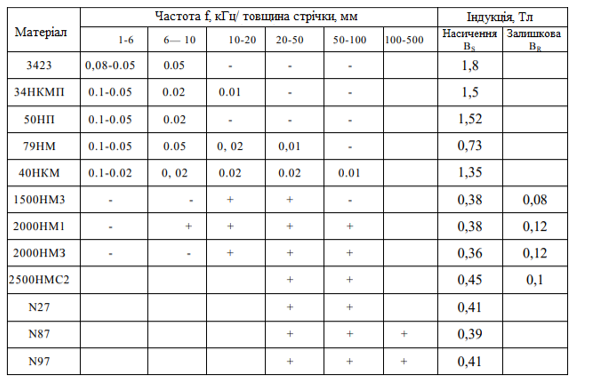 Матеріал Частота f, кГц/ товщина стрічки, мм Індукція, Тл
1-6 6— 10 10-20 20-50 50-100 100-500 Насичення Bs Залишкова BR
3423 0,08-0.05 0.05 - - - 1,8
34НКМП 0.1-0.05 0.02 0.01 - - 1,5
50НП 0.1-0.05 0.02 - - - 1,52
79НМ 0.1-0.05 0.05 0, 02 0,01 - 0,73
40НКМ 0.1-0.02 0, 02 0.02 0.02 0.01 1,35
1500НМ3 - - + + - 0,38 0,08
2000НМ1 - + + + + 0,38 0,12
2000НМЗ - - + + + 0,36 0,12
2500НМС2 + + 0,45 0,1
N27 + + 0,41
N87 + + + 0,39
N97 + + + 0,41